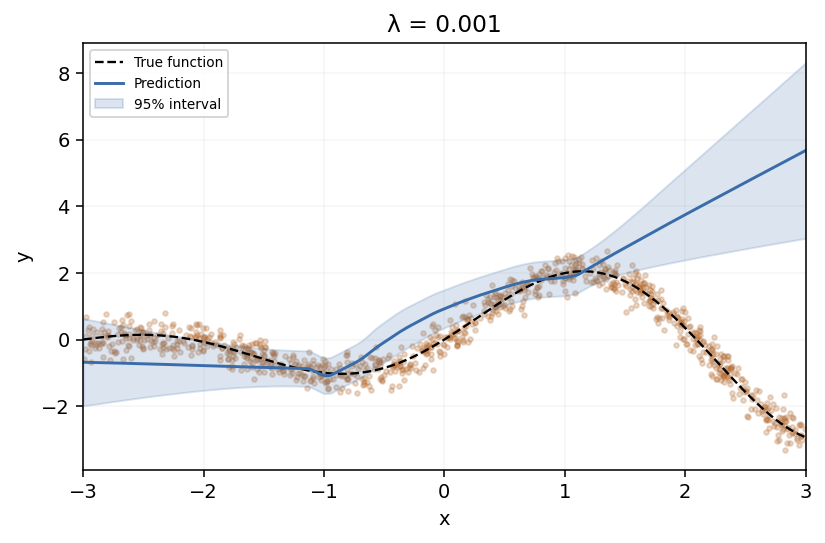 λ = 0.001
True function
Prediction
95% interval
8
6
4
2
0
−2
y
−3 −2 −1 0 1 2 3
x